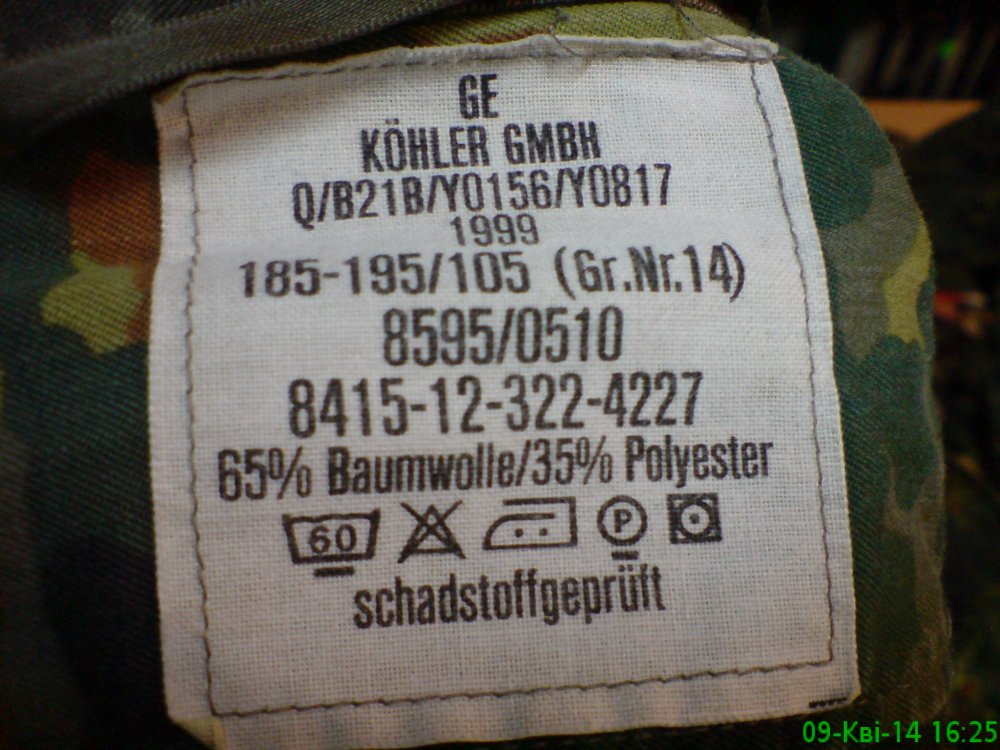 GE
KÖHLER GMBH
Q/B21B/Y0156/Y0817
1999
185-195/105 (Gr.Nr.14)
8595/0510
8415-12-322-4227
65% Baumwolle/35% Polyester
60 P
schadstoffgeprüft
09-Кві-14 16:25